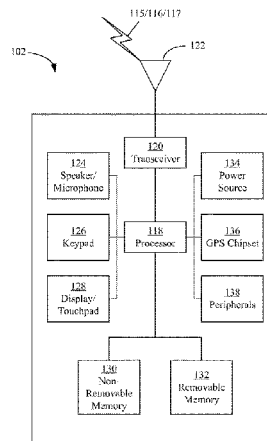 115/116/117
122
102
120
Transceiver
124
Speaker/
Microphone
134
Power
Source
126
Keypad
118
Processor
136
GPS Chipset
128
Display/
Touchpad
138
Peripherals
130
Non-
Removable
Memory
132
Removable
Memory